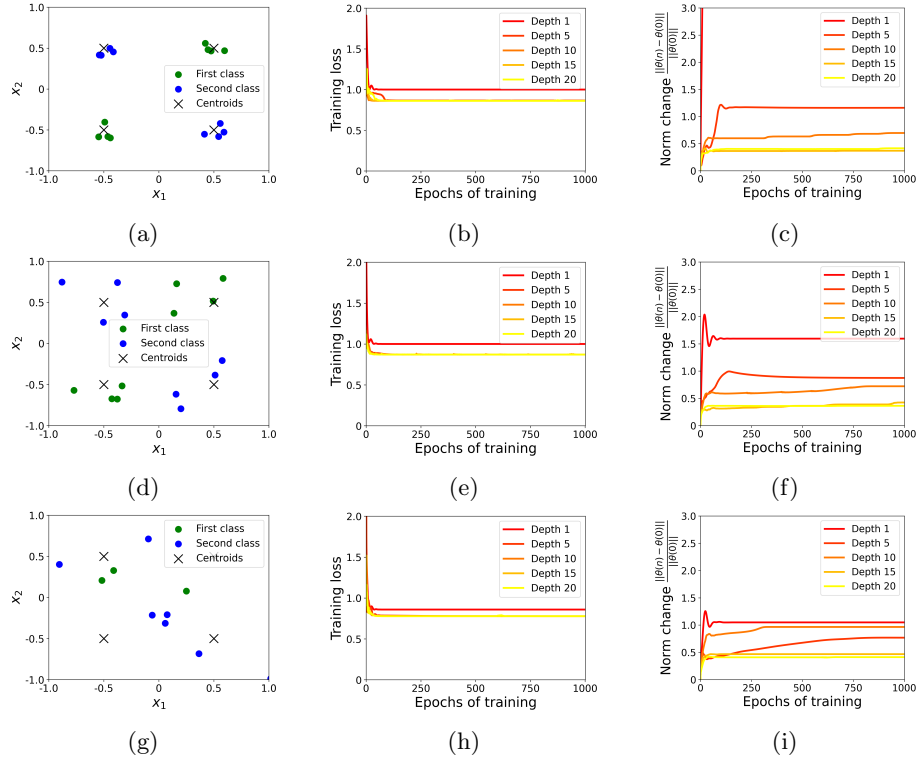 1.0
0.5
0.0
-0.5
-1.0
x₂
-1.0 -0.5 0.0 0.5 1.0
x₁
First class
Second class
Centroids
(a)
2.0
1.5
1.0
0.5
0
Training loss
0 250 500 750 1000
Epochs of training
Depth 1
Depth 5
Depth 10
Depth 15
Depth 20
(b)
3.0
2.5
2.0
1.5
1.0
0.5
0
Norm change ||θ(n) − θ(0)|| / ||θ(0)||
0 250 500 750 1000
Epochs of training
Depth 1
Depth 5
Depth 10
Depth 15
Depth 20
(c)
1.0
0.5
0.0
-0.5
-1.0
x₂
-1.0 -0.5 0.0 0.5 1.0
x₁
First class
Second class
Centroids
(d)
2.0
1.5
1.0
0.5
0
Training loss
0 250 500 750 1000
Epochs of training
Depth 1
Depth 5
Depth 10
Depth 15
Depth 20
(e)
3.0
2.5
2.0
1.5
1.0
0.5
0
Norm change ||θ(n) − θ(0)|| / ||θ(0)||
0 250 500 750 1000
Epochs of training
Depth 1
Depth 5
Depth 10
Depth 15
Depth 20
(f)
1.0
0.5
0.0
-0.5
-1.0
x₂
-1.0 -0.5 0.0 0.5 1.0
x₁
First class
Second class
Centroids
(g)
2.0
1.5
1.0
0.5
0
Training loss
0 250 500 750 1000
Epochs of training
Depth 1
Depth 5
Depth 10
Depth 15
Depth 20
(h)
3.0
2.5
2.0
1.5
1.0
0.5
0
Norm change ||θ(n) − θ(0)|| / ||θ(0)||
0 250 500 750 1000
Epochs of training
Depth 1
Depth 5
Depth 10
Depth 15
Depth 20
(i)